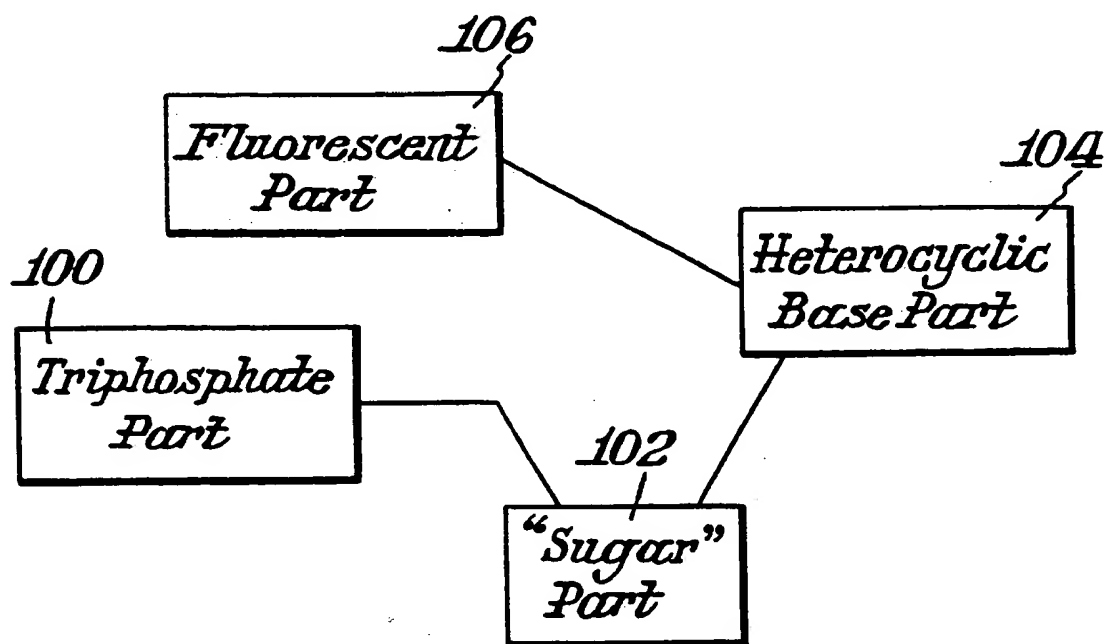 106
Fluorescent
Part
104
Heterocyclic
Base Part
100
Triphosphate
Part
102
“Sugar”
Part